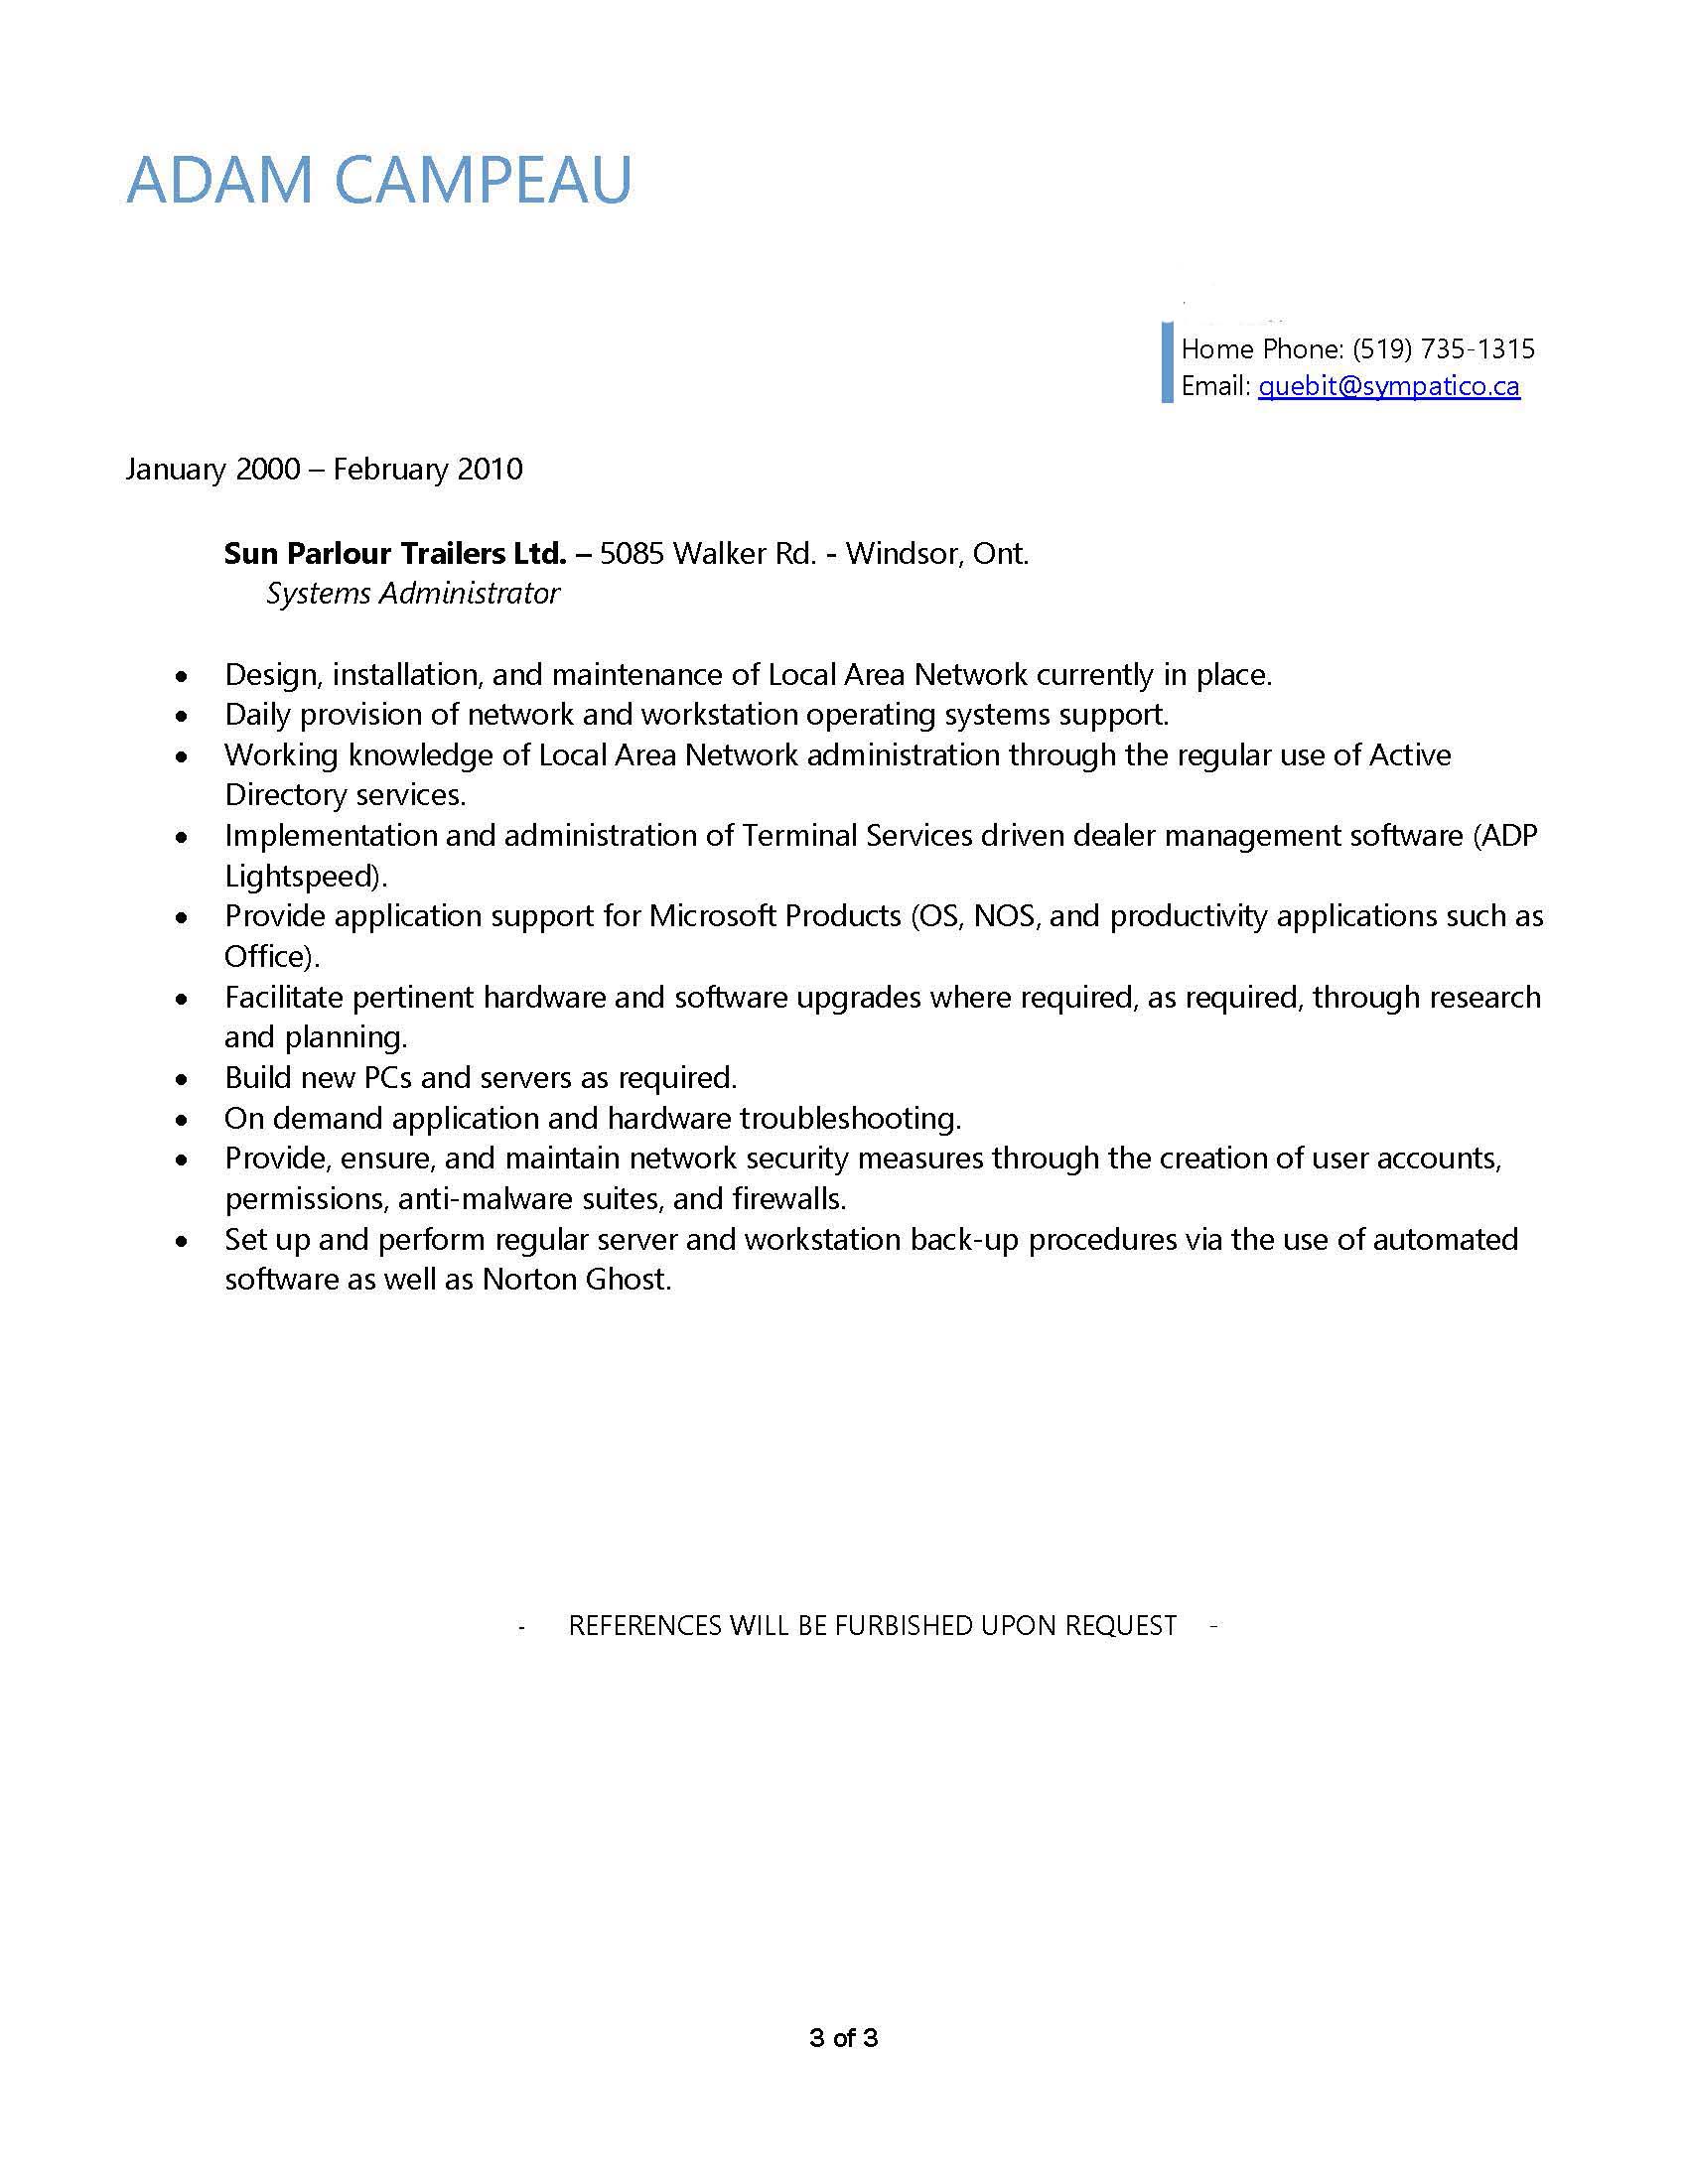 ADAM CAMPEAU
Home Phone: (519) 735-1315
Email: quebit@sympatico.ca
January 2000 – February 2010
Sun Parlour Trailers Ltd. – 5085 Walker Rd. - Windsor, Ont.
Systems Administrator
• Design, installation, and maintenance of Local Area Network currently in place.
• Daily provision of network and workstation operating systems support.
• Working knowledge of Local Area Network administration through the regular use of Active
Directory services.
• Implementation and administration of Terminal Services driven dealer management software (ADP
Lightspeed).
• Provide application support for Microsoft Products (OS, NOS, and productivity applications such as
Office).
• Facilitate pertinent hardware and software upgrades where required, as required, through research
and planning.
• Build new PCs and servers as required.
• On demand application and hardware troubleshooting.
• Provide, ensure, and maintain network security measures through the creation of user accounts,
permissions, anti-malware suites, and firewalls.
• Set up and perform regular server and workstation back-up procedures via the use of automated
software as well as Norton Ghost.
- REFERENCES WILL BE FURBISHED UPON REQUEST -
3 of 3